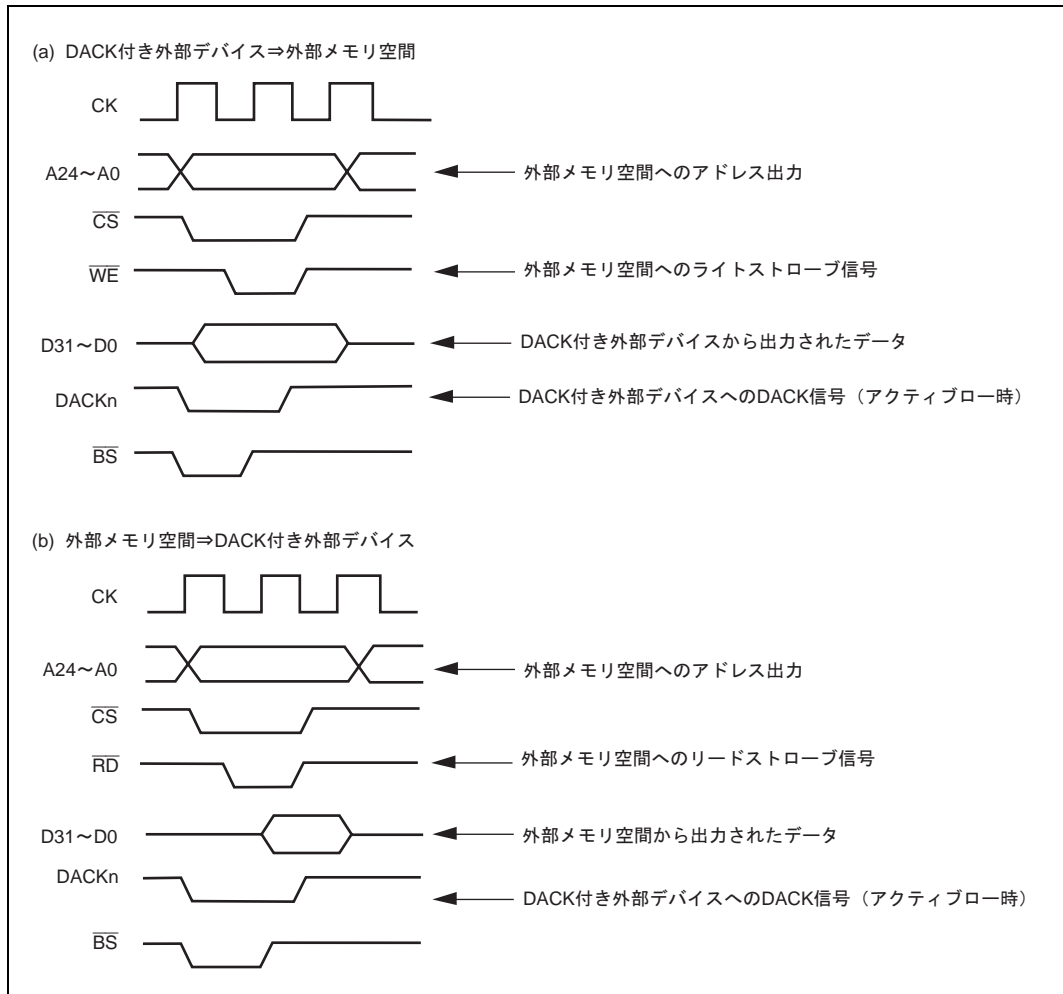 (a) DACK付き外部デバイス⇒外部メモリ空間
CK
A24～A0
外部メモリ空間へのアドレス出力
CS
WE
外部メモリ空間へのライトストローブ信号
D31～D0
DACK付き外部デバイスから出力されたデータ
DACKn
DACK付き外部デバイスへのDACK信号（アクティブロー時）
BS
(b) 外部メモリ空間⇒DACK付き外部デバイス
CK
A24～A0
外部メモリ空間へのアドレス出力
CS
RD
外部メモリ空間へのリードストローブ信号
D31～D0
外部メモリ空間から出力されたデータ
DACKn
DACK付き外部デバイスへのDACK信号（アクティブロー時）
BS